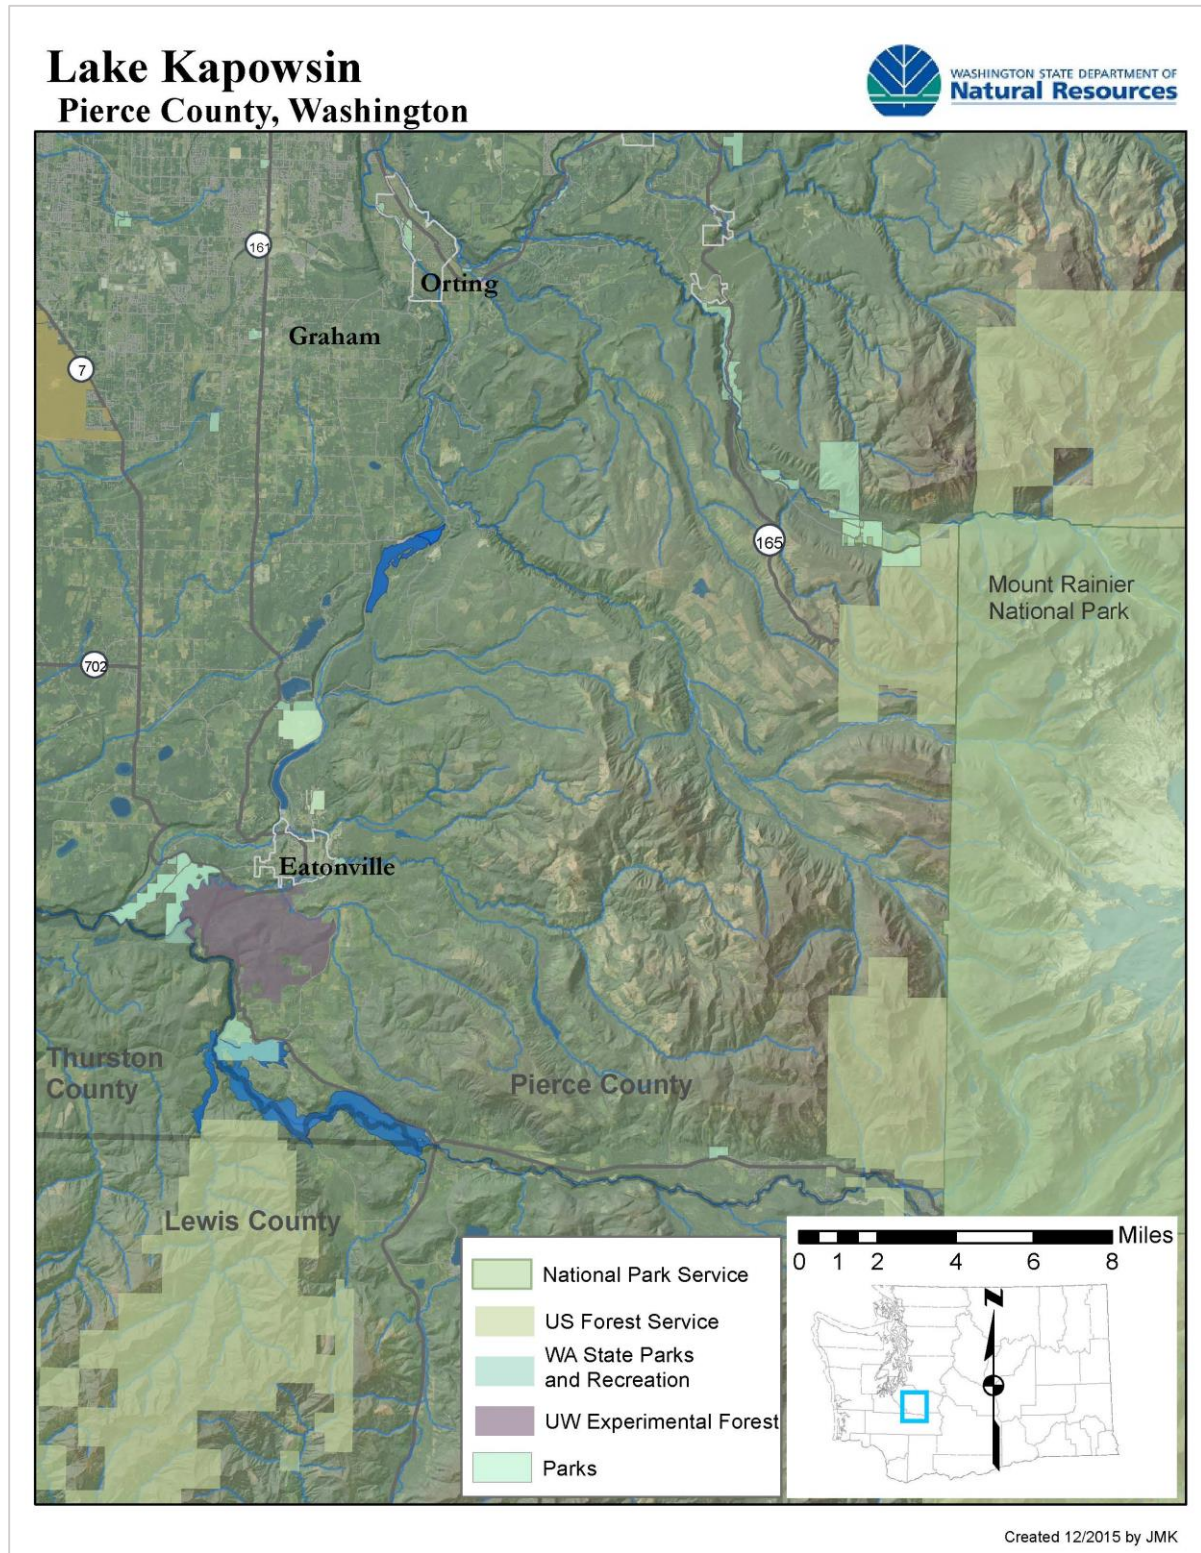 Lake Kapowsin
Pierce County, Washington
WASHINGTON STATE DEPARTMENT OF
Natural Resources
161
Orting
Graham
7
165
Mount Rainier
National Park
702
Eatonville
Thurston
County
Pierce County
Lewis County
National Park Service
US Forest Service
WA State Parks
and Recreation
UW Experimental Forest
Parks
Miles
0 1 2 4 6 8
N
Created 12/2015 by JMK